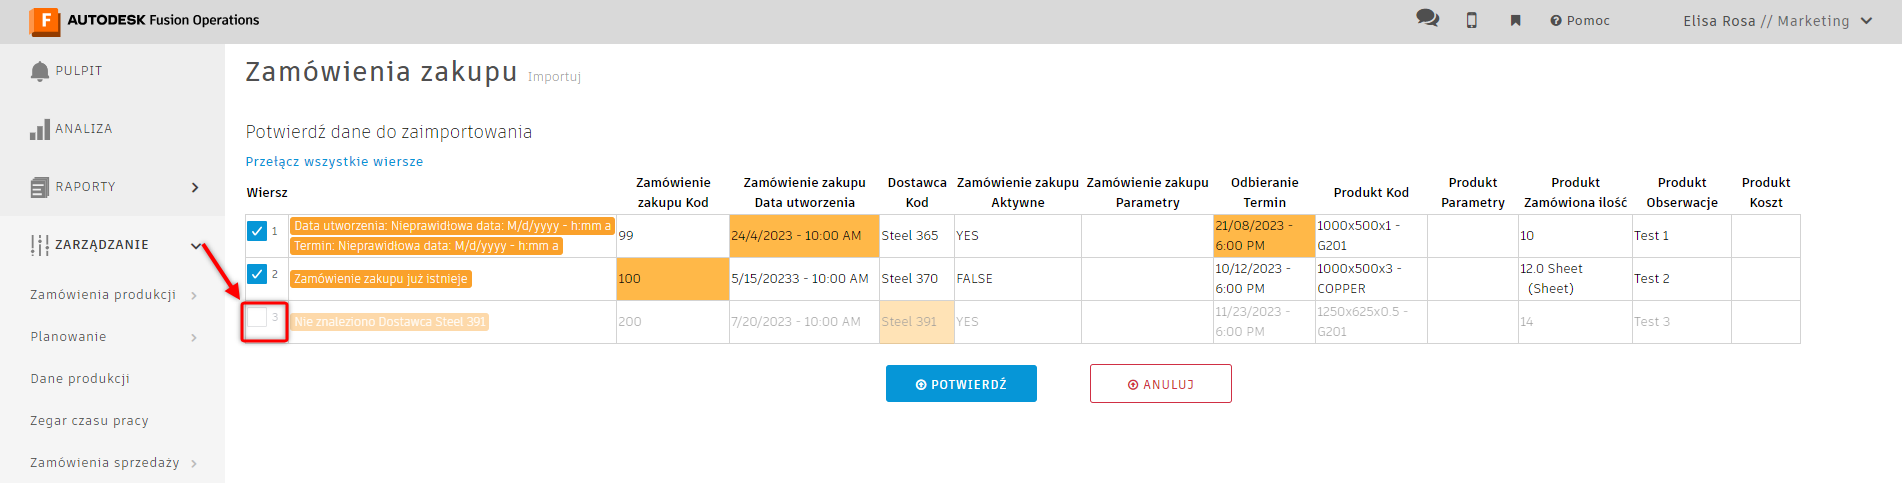 F AUTODESK Fusion Operations
Pomoc
Elisa Rosa // Marketing
PULPIT
ANALIZA
RAPORTY
ZARZĄDZANIE
Zamówienia produkcji
Planowanie
Dane produkcji
Zegar czasu pracy
Zamówienia sprzedaży
Zamówienia zakupu Importuj
Potwierdź dane do zaimportowania
Przełącz wszystkie wiersze
Wiersz
Zamówienie
zakupu Kod
Zamówienie zakupu
Data utworzenia
Dostawca
Kod
Zamówienie zakupu
Aktywne
Zamówienie zakupu
Parametry
Odbieranie
Termin
Produkt Kod
Produkt
Parametry
Produkt
Zamówiona ilość
Produkt
Obserwacje
Produkt
Koszt
1
Data utworzenia: Nieprawidłowa data: M/d/yyyy - h:mm a
Termin: Nieprawidłowa data: M/d/yyyy - h:mm a
99
24/4/2023 - 10:00 AM
Steel 365
YES
21/08/2023 -
6:00 PM
1000x500x1 -
G201
10
Test 1
2
Zamówienie zakupu już istnieje
100
5/15/20233 - 10:00 AM
Steel 370
FALSE
10/12/2023 -
6:00 PM
1000x500x3 -
COPPER
12.0 Sheet
(Sheet)
Test 2
3
Nie znaleziono Dostawca Steel 391
200
7/20/2023 - 10:00 AM
Steel 391
YES
11/23/2023 -
6:00 PM
1250x625x0.5 -
G201
14
Test 3
POTWIERDŹ
ANULUJ